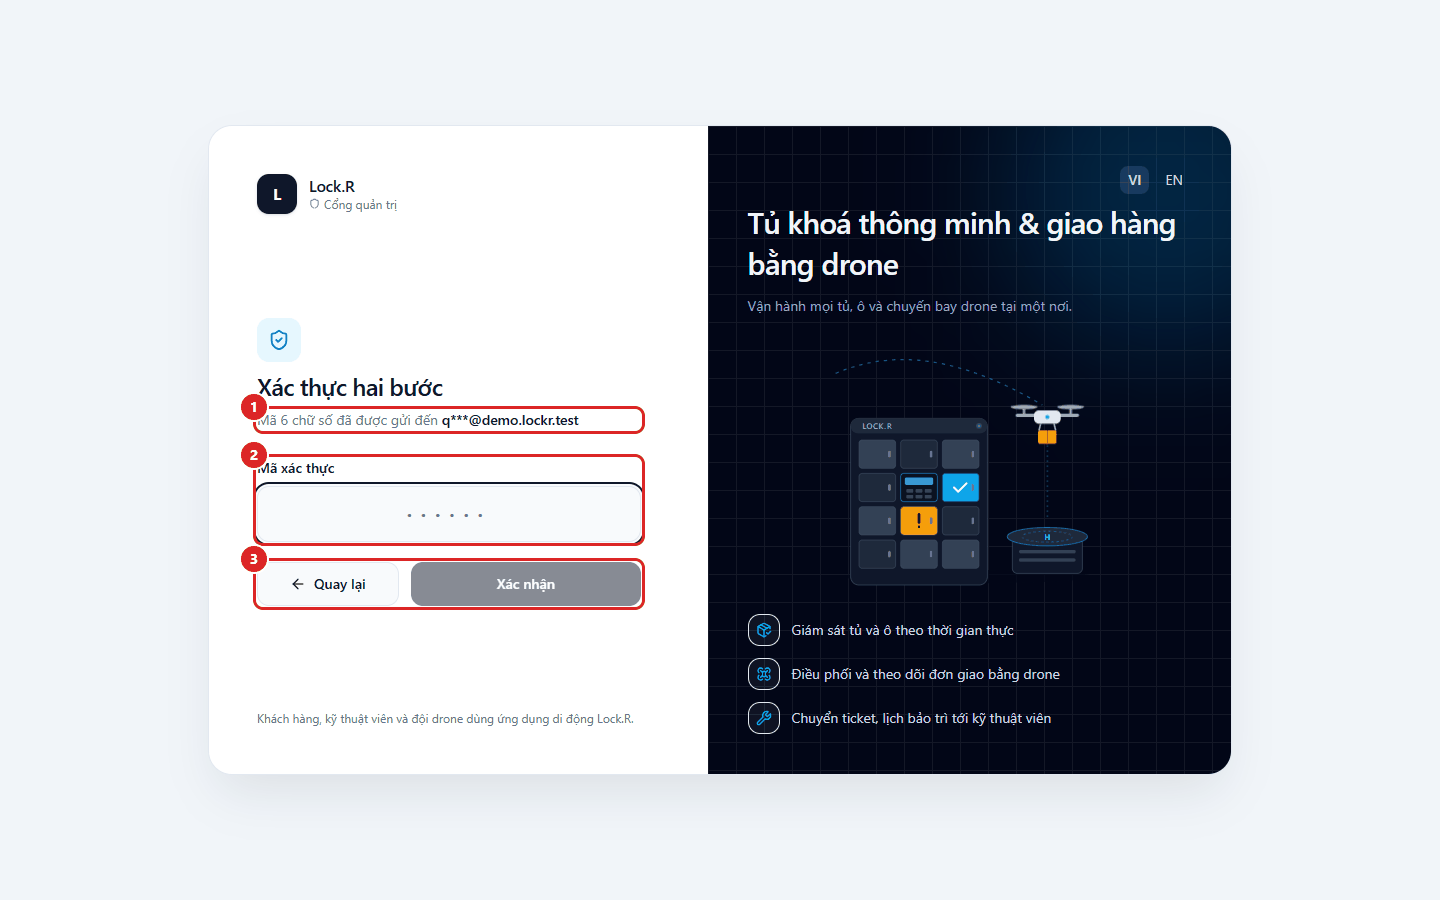 L
Lock.R
Cổng quản trị
Xác thực hai bước
1
Mã 6 chữ số đã được gửi đến q***@demo.lockr.test
2
Mã xác thực
3
Quay lại
Xác nhận
Khách hàng, kỹ thuật viên và đội drone dùng ứng dụng di động Lock.R.
VI EN
Tủ khoá thông minh & giao hàng
bằng drone
Vận hành mọi tủ, ô và chuyến bay drone tại một nơi.
LOCK.R
H
Giám sát tủ và ô theo thời gian thực
Điều phối và theo dõi đơn giao bằng drone
Chuyển ticket, lịch bảo trì tới kỹ thuật viên